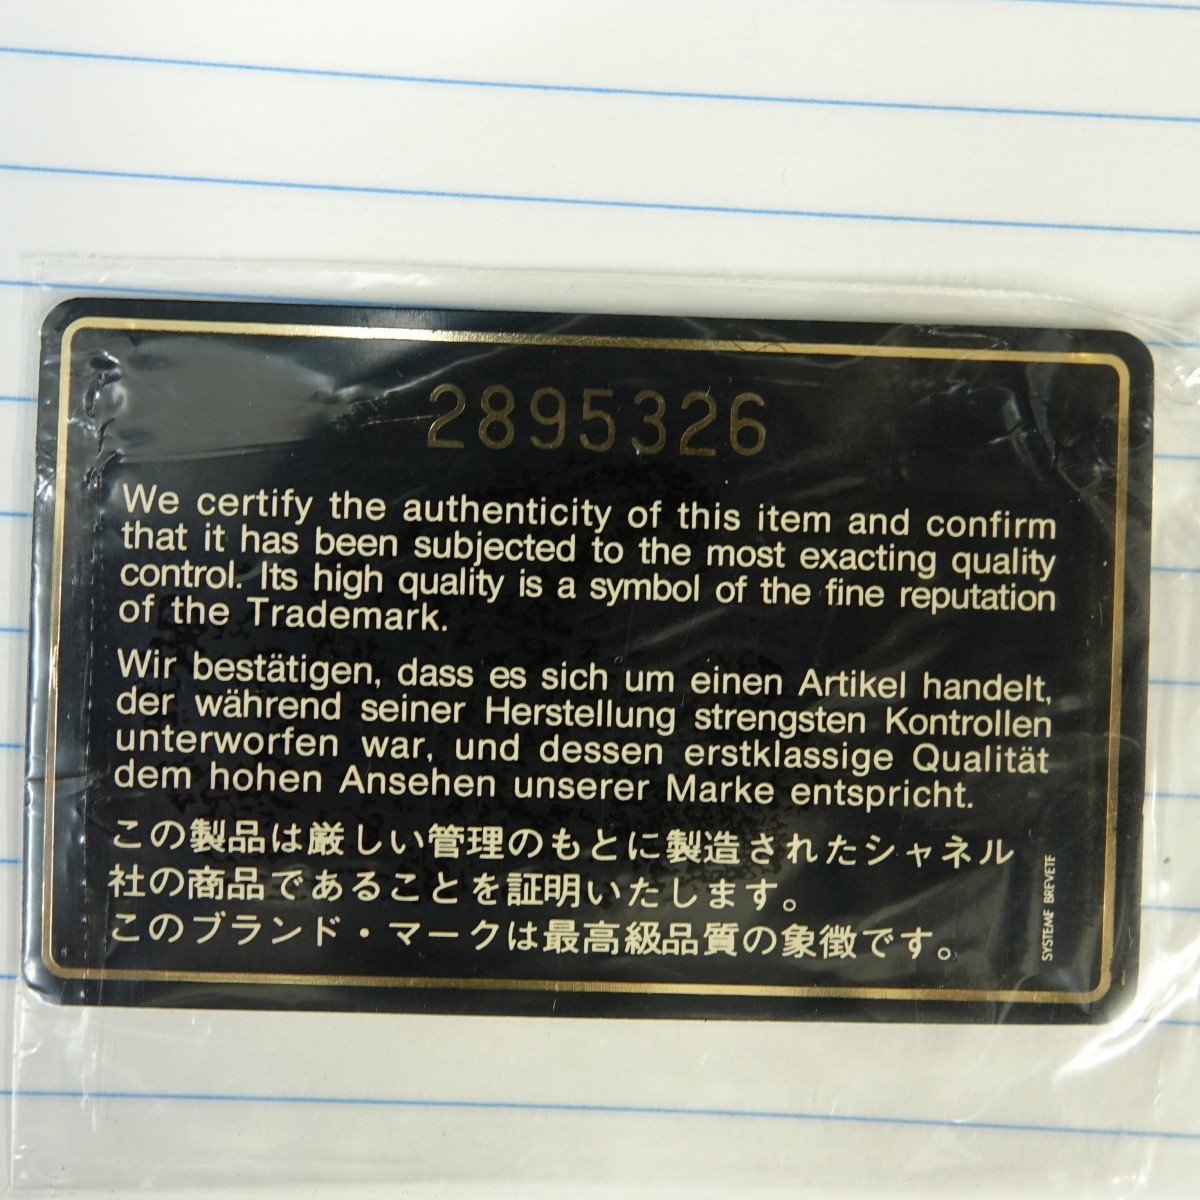 2895326
We certify the authenticity of this item and confirm
that it has been subjected to the most exacting quality
control. Its high quality is a symbol of the fine reputation
of the Trademark.
Wir bestätigen, dass es sich um einen Artikel handelt,
der während seiner Herstellung strengsten Kontrollen
unterworfen war, und dessen erstklassige Qualität
dem hohen Ansehen unserer Marke entspricht.
この製品は厳しい管理のもとに製造されたシャネル
社の商品であることを証明いたします。
このブランド・マークは最高級品質の象徴です。
SYSTEME BREVETE